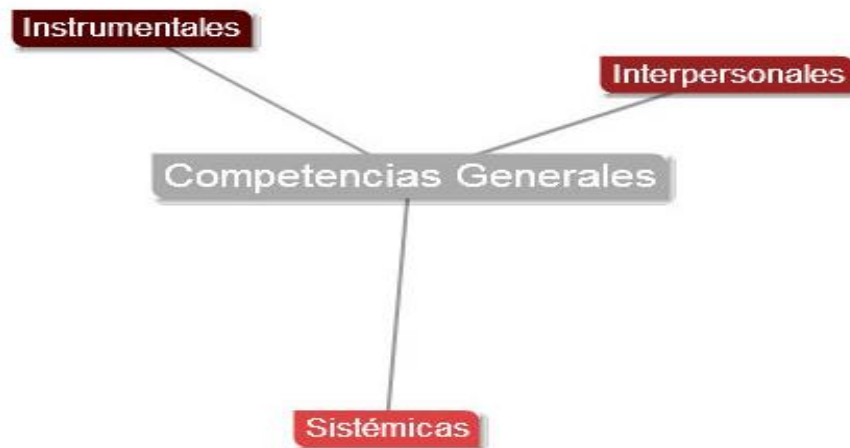 Instrumentales
Interpersonales
Competencias Generales
Sistémicas